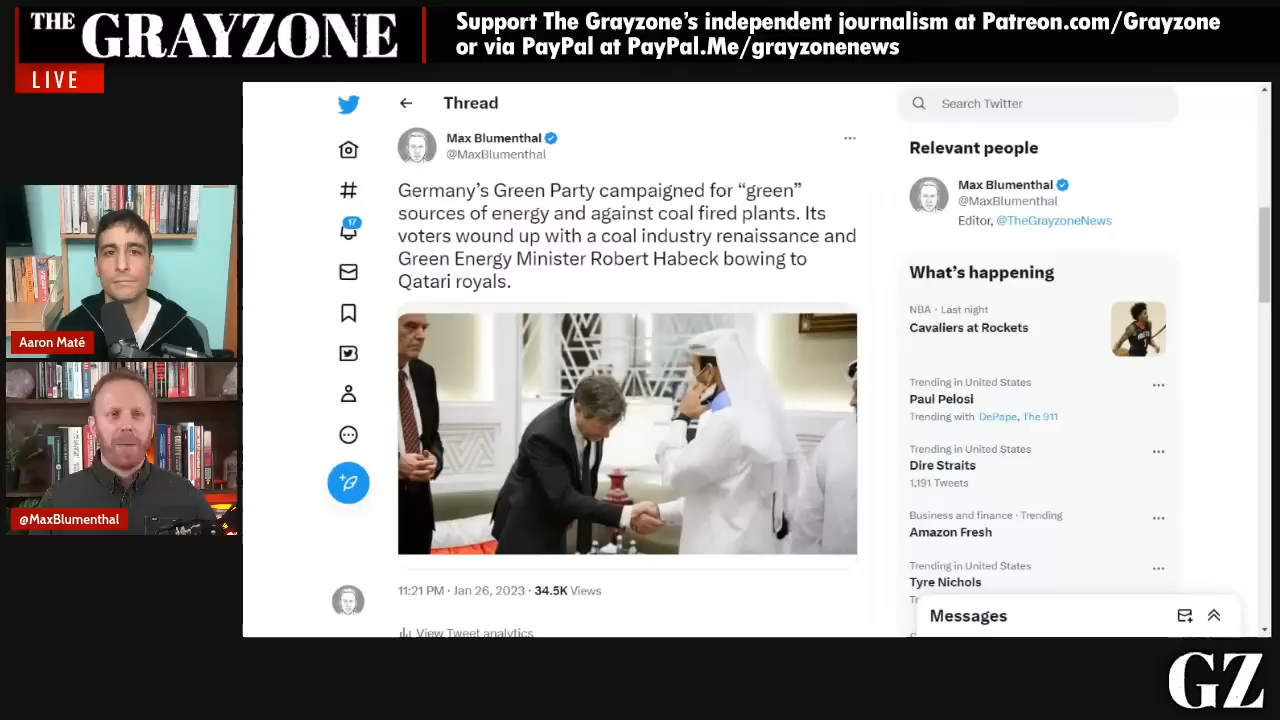 THE GRAYZONE
LIVE
Support The Grayzone’s independent journalism at Patreon.com/Grayzone
or via PayPal at PayPal.Me/grayzonenews
Aaron Maté
@MaxBlumenthal
17
Thread
Max Blumenthal
@MaxBlumenthal
Germany’s Green Party campaigned for “green”
sources of energy and against coal fired plants. Its
voters wound up with a coal industry renaissance and
Green Energy Minister Robert Habeck bowing to
Qatari royals.
11:21 PM · Jan 26, 2023 · 34.5K Views
View Tweet analytics
Search Twitter
Relevant people
Max Blumenthal
@MaxBlumenthal
Editor, @TheGrayzoneNews
What’s happening
NBA · Last night
Cavaliers at Rockets
Trending in United States
Paul Pelosi
Trending with DePape, The 911
Trending in United States
Dire Straits
1,191 Tweets
Business and finance · Trending
Amazon Fresh
Trending in United States
Tyre Nichols
Messages
GZ